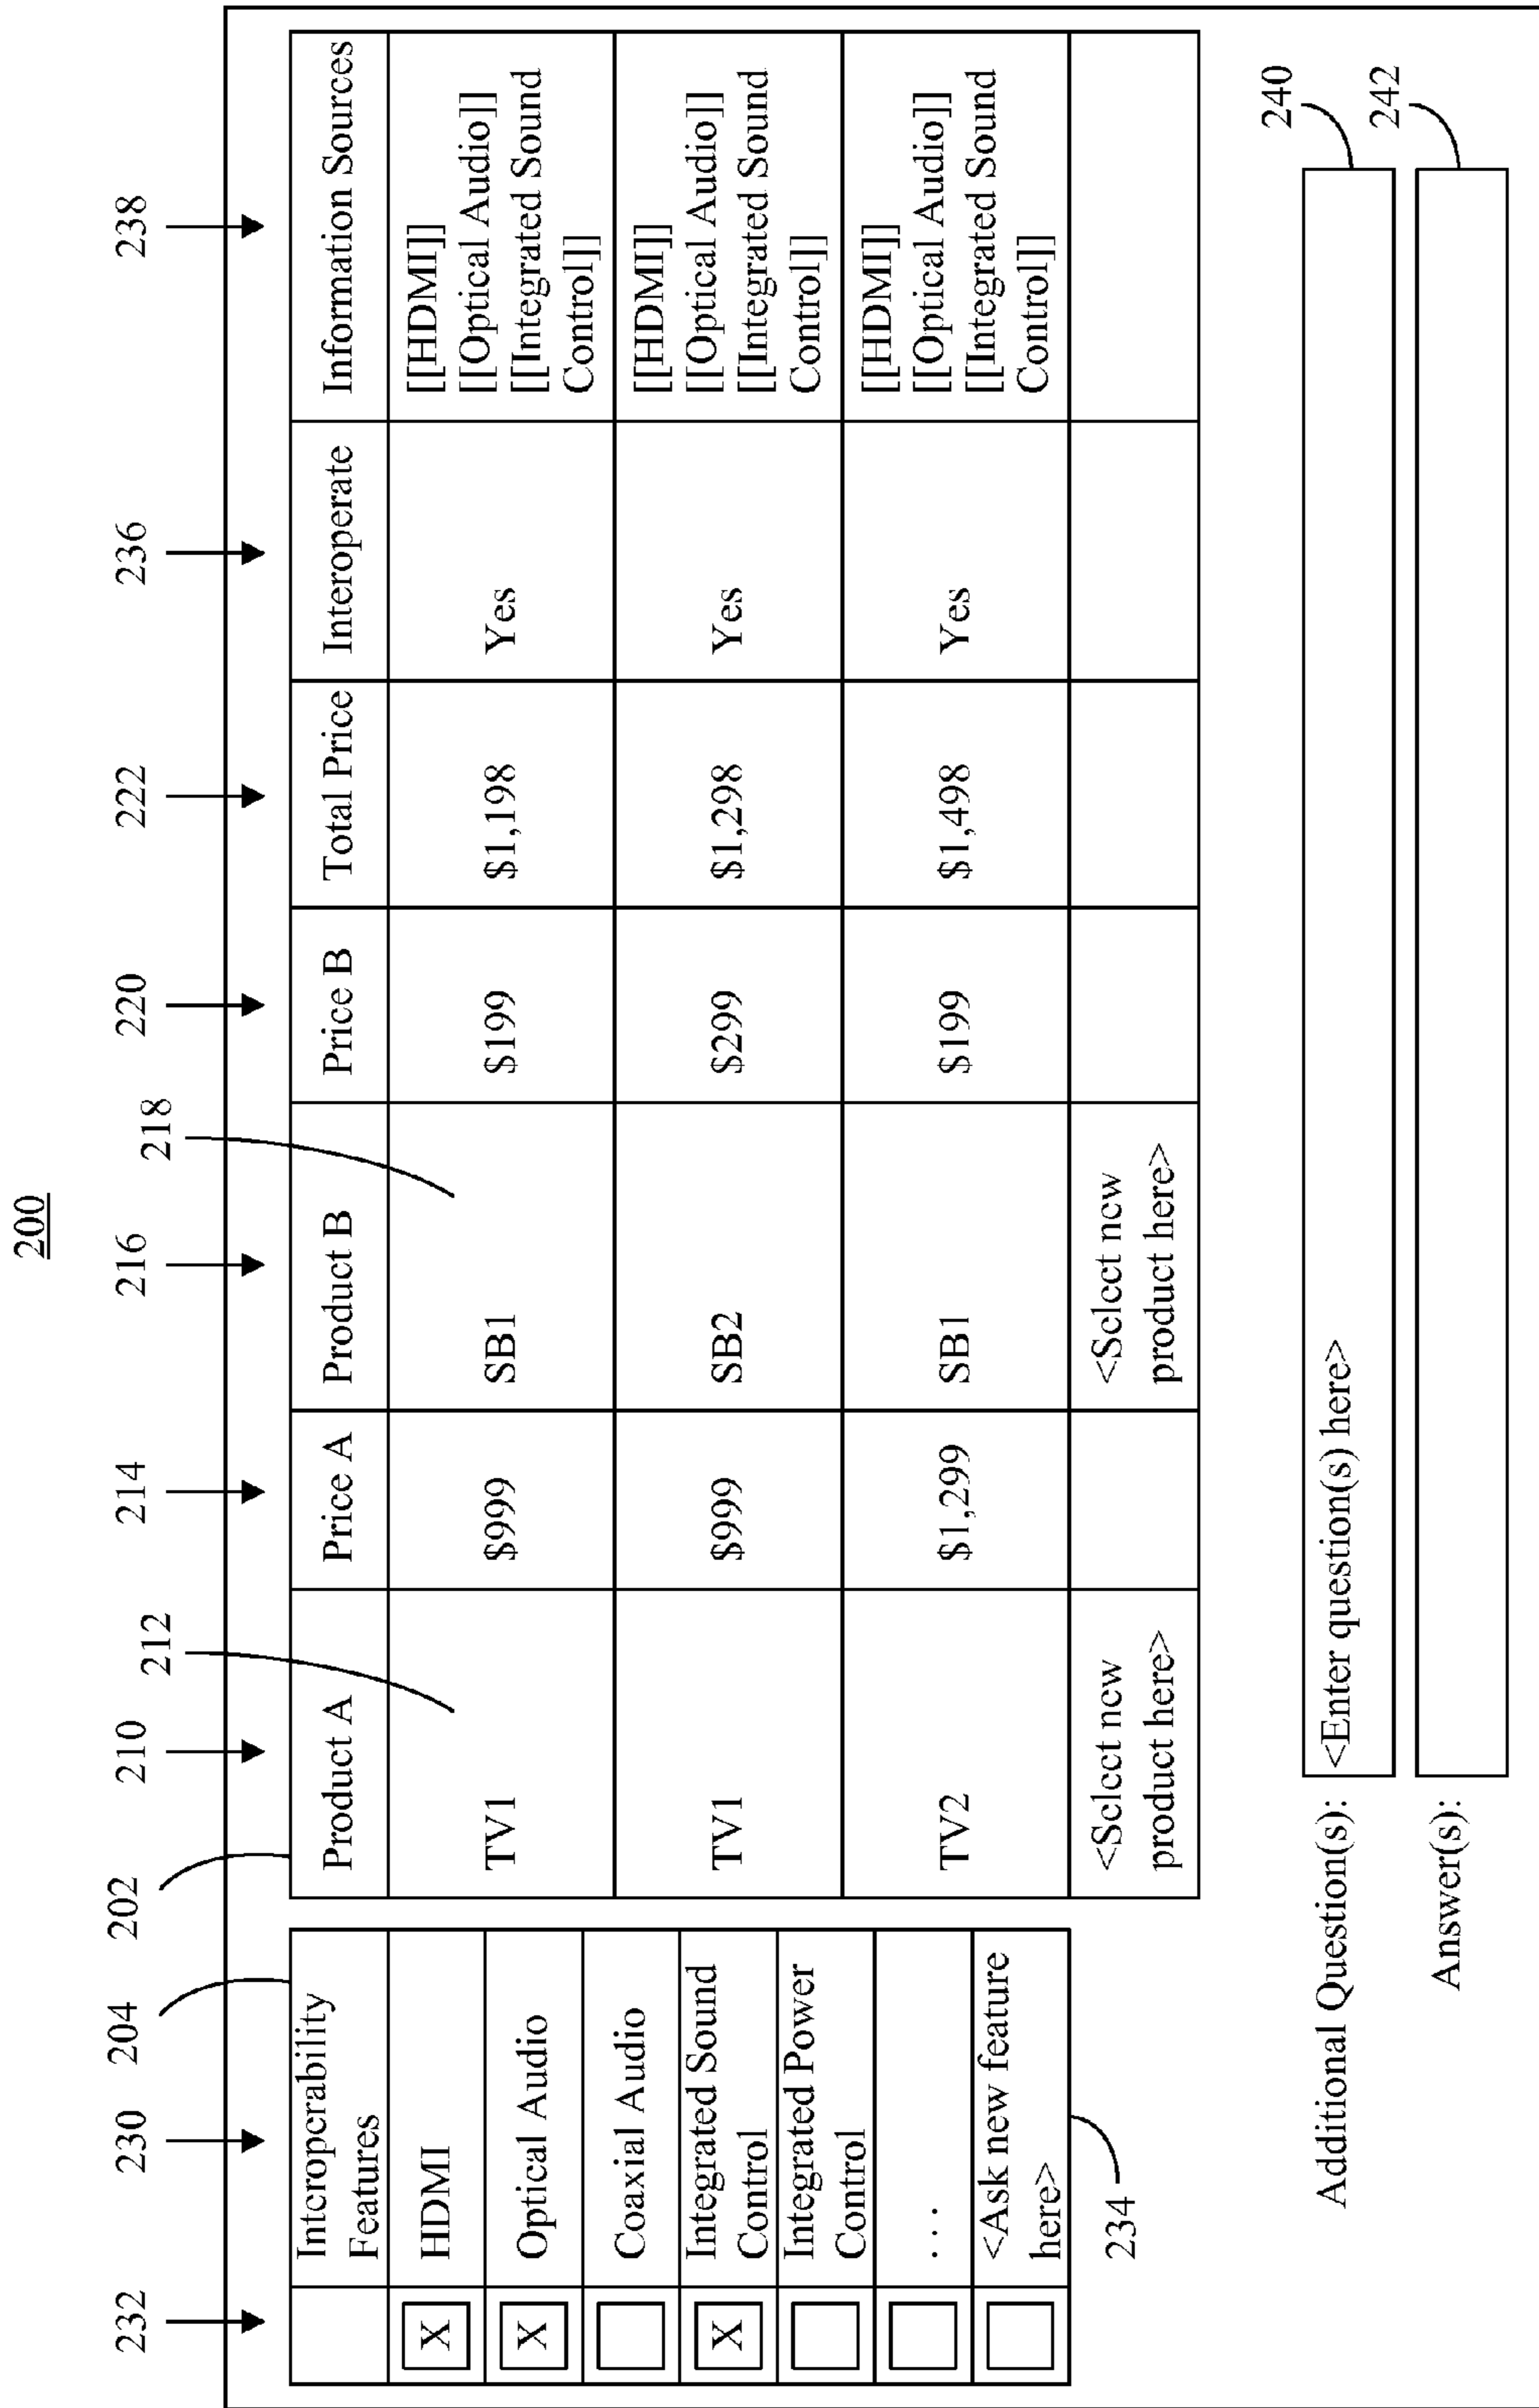 200
232
230
204
202
210
212
214
216
218
220
222
236
238
Interoperability
Features
X
HDMI
X
Optical Audio
Coaxial Audio
X
Integrated Sound
Control
Integrated Power
Control
. . .
<Ask new feature
here>
234
Product A
Price A
Product B
Price B
Total Price
Interoperate
Information Sources
TV1
$999
SB1
$199
$1,198
Yes
[[HDMI]]
[[Optical Audio]]
[[Integrated Sound
Control]]
TV1
$999
SB2
$299
$1,298
Yes
[[HDMI]]
[[Optical Audio]]
[[Integrated Sound
Control]]
TV2
$1,299
SB1
$199
$1,498
Yes
[[HDMI]]
[[Optical Audio]]
[[Integrated Sound
Control]]
<Select new
product here>
<Select new
product here>
Additional Question(s):
<Enter question(s) here>
240
Answer(s):
242